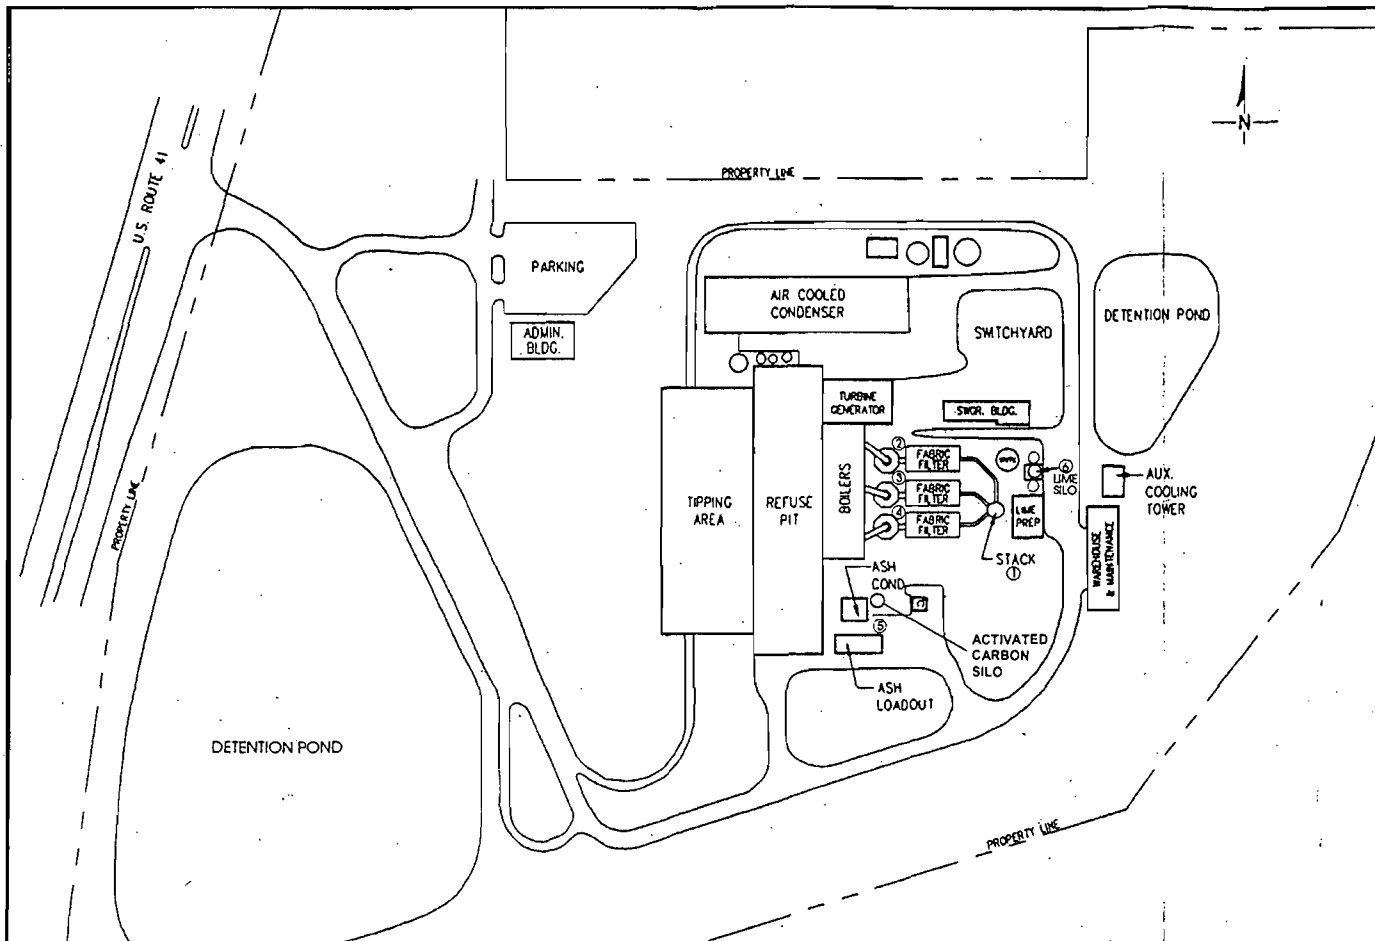 N
PROPERTY LINE
U.S. ROUTE 41
PARKING
AIR COOLED
CONDENSER
ADMIN.
BLDG.
SWITCHYARD
DETENTION POND
TURBINE
GENERATOR
SWGR. BLDG.
②
FABRIC
FILTER
⑥
LIME
SILO
AUX.
COOLING
TOWER
BOILERS
③
FABRIC
FILTER
TIPPING
AREA
REFUSE
PIT
④
FABRIC
FILTER
LIME
PREP
PROPERTY LINE
STACK
①
WAREHOUSE
& MAINTENANCE
ASH
COND.
⑤
ACTIVATED
CARBON
SILO
ASH
LOADOUT
DETENTION POND
PROPERTY LINE